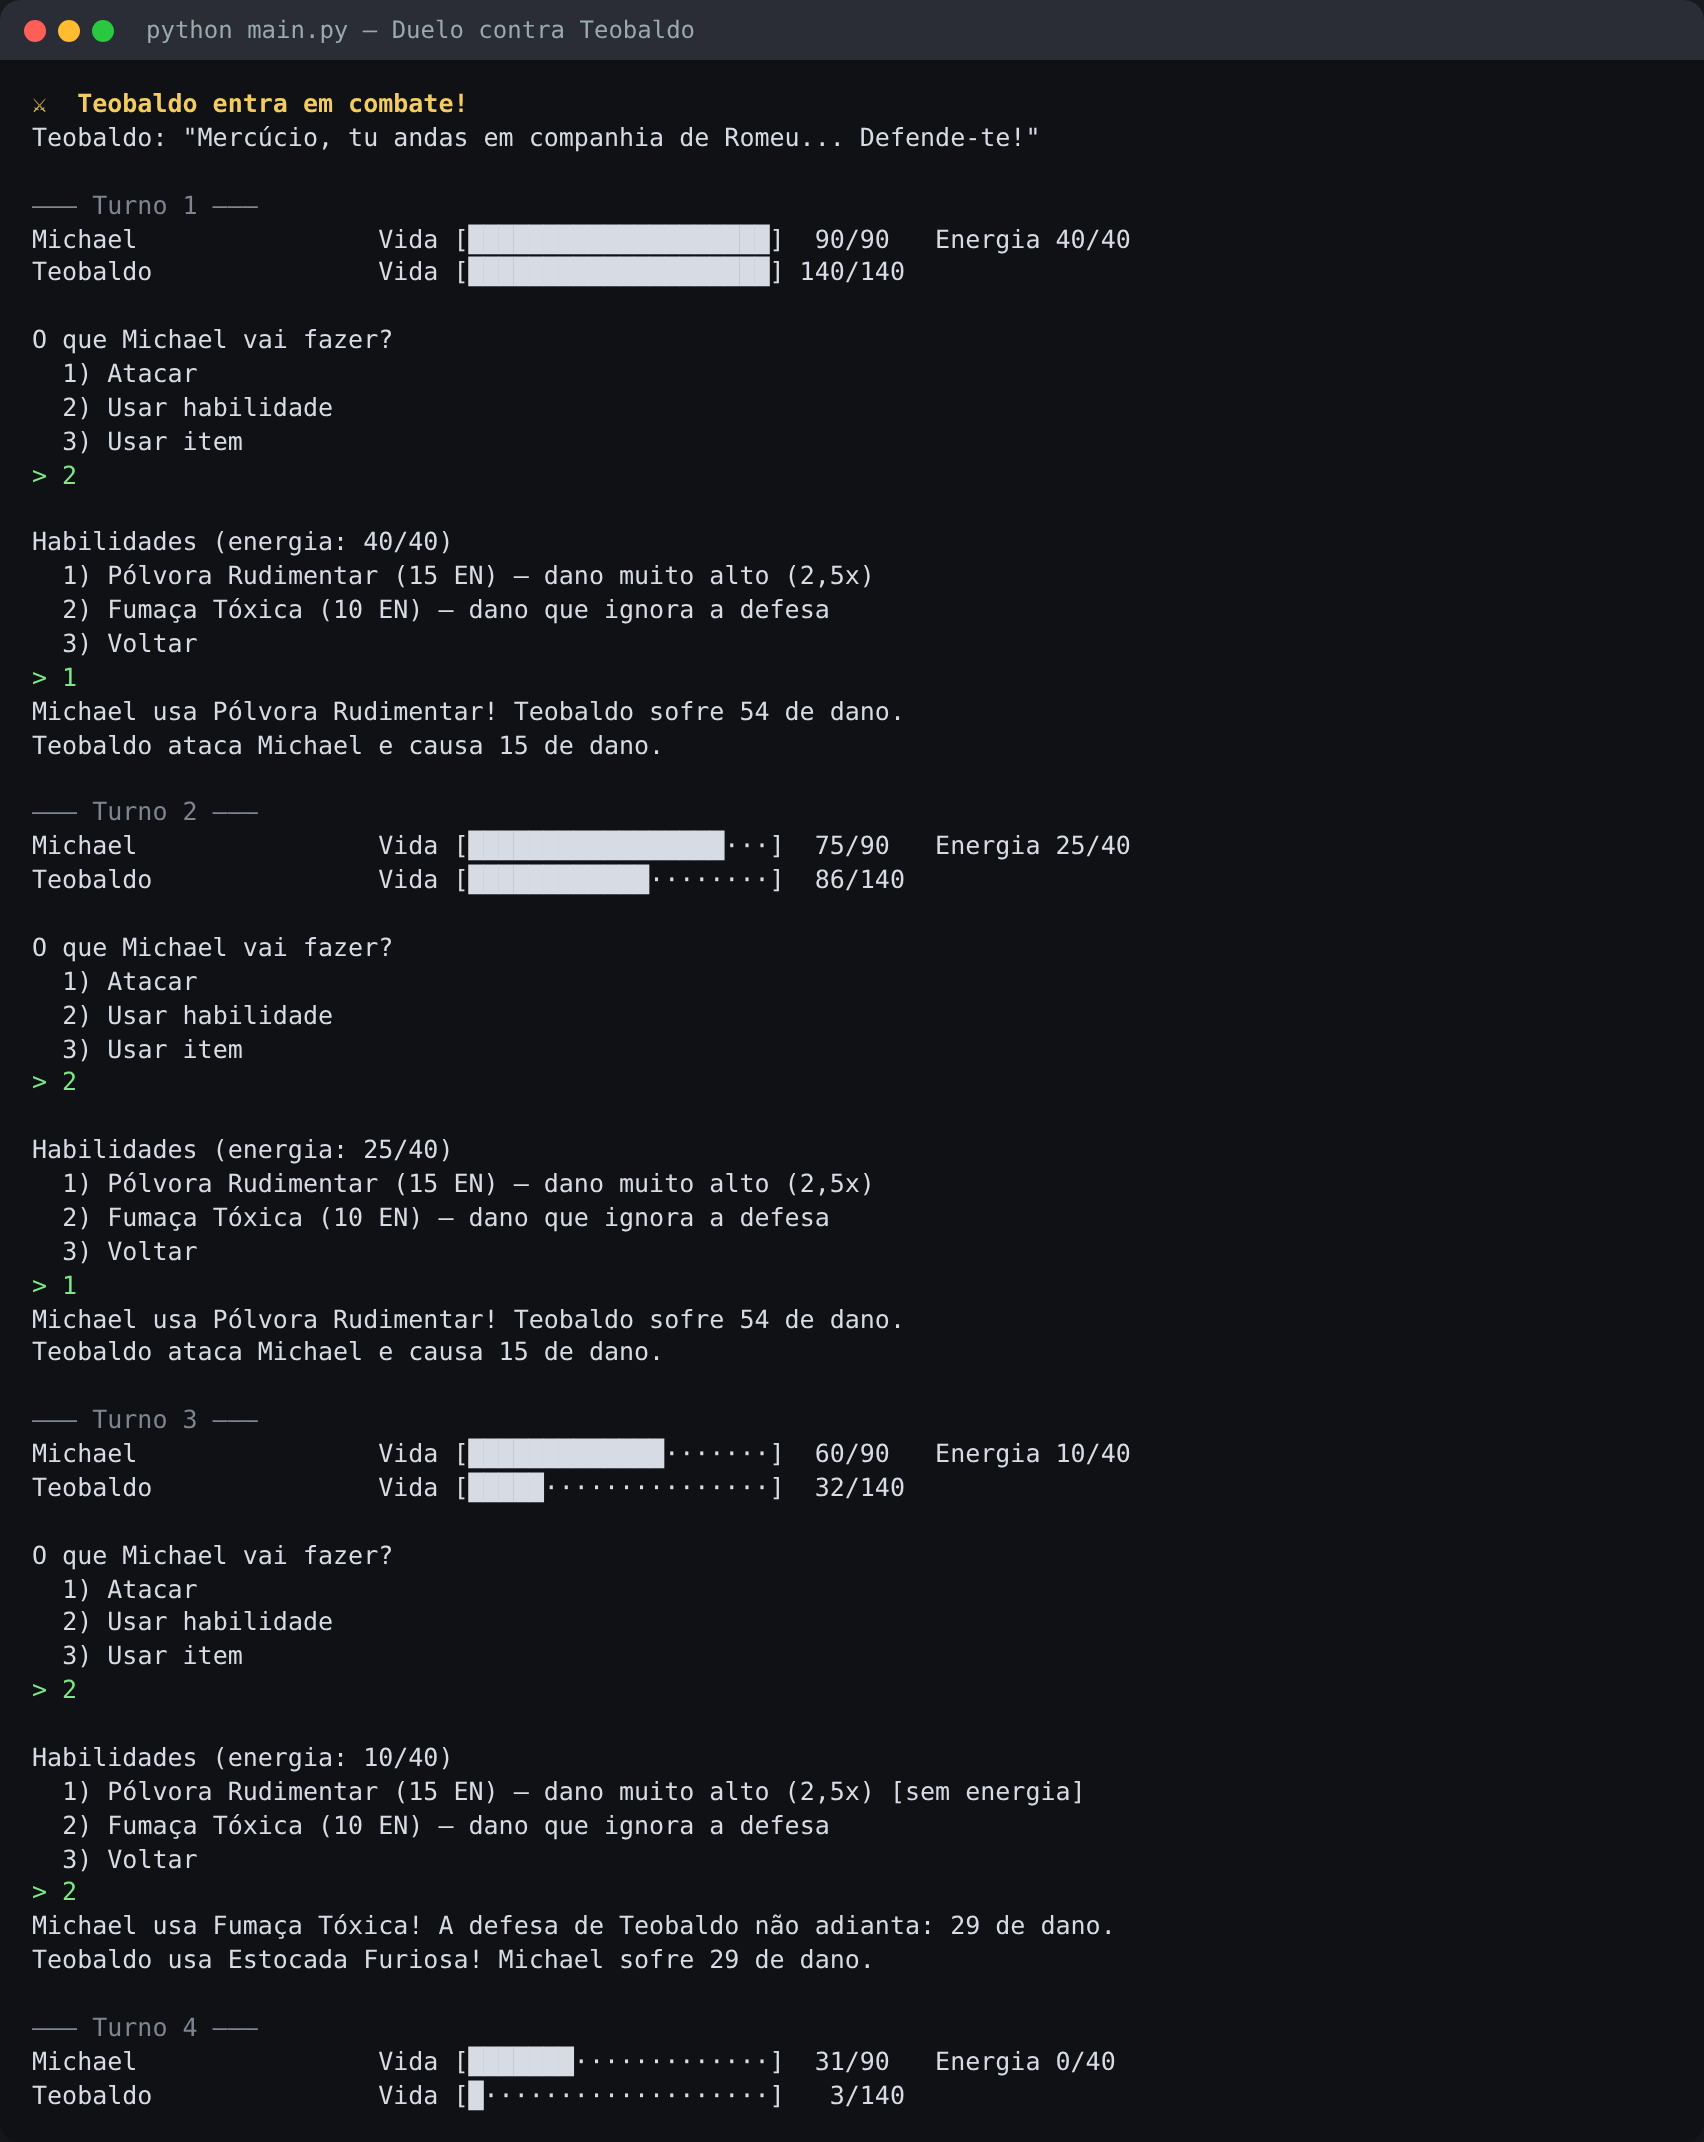 python main.py — Duelo contra Teobaldo
⚔  Teobaldo entra em combate!
Teobaldo: "Mercúcio, tu andas em companhia de Romeu... Defende-te!"
——— Turno 1 ———
Michael                Vida [████████████████████]  90/90   Energia 40/40
Teobaldo               Vida [████████████████████] 140/140
O que Michael vai fazer?
  1) Atacar
  2) Usar habilidade
  3) Usar item
> 2
Habilidades (energia: 40/40)
  1) Pólvora Rudimentar (15 EN) — dano muito alto (2,5x)
  2) Fumaça Tóxica (10 EN) — dano que ignora a defesa
  3) Voltar
> 1
Michael usa Pólvora Rudimentar! Teobaldo sofre 54 de dano.
Teobaldo ataca Michael e causa 15 de dano.
——— Turno 2 ———
Michael                Vida [█████████████████···]  75/90   Energia 25/40
Teobaldo               Vida [████████████········]  86/140
O que Michael vai fazer?
  1) Atacar
  2) Usar habilidade
  3) Usar item
> 2
Habilidades (energia: 25/40)
  1) Pólvora Rudimentar (15 EN) — dano muito alto (2,5x)
  2) Fumaça Tóxica (10 EN) — dano que ignora a defesa
  3) Voltar
> 1
Michael usa Pólvora Rudimentar! Teobaldo sofre 54 de dano.
Teobaldo ataca Michael e causa 15 de dano.
——— Turno 3 ———
Michael                Vida [█████████████·······]  60/90   Energia 10/40
Teobaldo               Vida [█████···············]  32/140
O que Michael vai fazer?
  1) Atacar
  2) Usar habilidade
  3) Usar item
> 2
Habilidades (energia: 10/40)
  1) Pólvora Rudimentar (15 EN) — dano muito alto (2,5x) [sem energia]
  2) Fumaça Tóxica (10 EN) — dano que ignora a defesa
  3) Voltar
> 2
Michael usa Fumaça Tóxica! A defesa de Teobaldo não adianta: 29 de dano.
Teobaldo usa Estocada Furiosa! Michael sofre 29 de dano.
——— Turno 4 ———
Michael                Vida [███████·············]  31/90   Energia 0/40
Teobaldo               Vida [█···················]   3/140